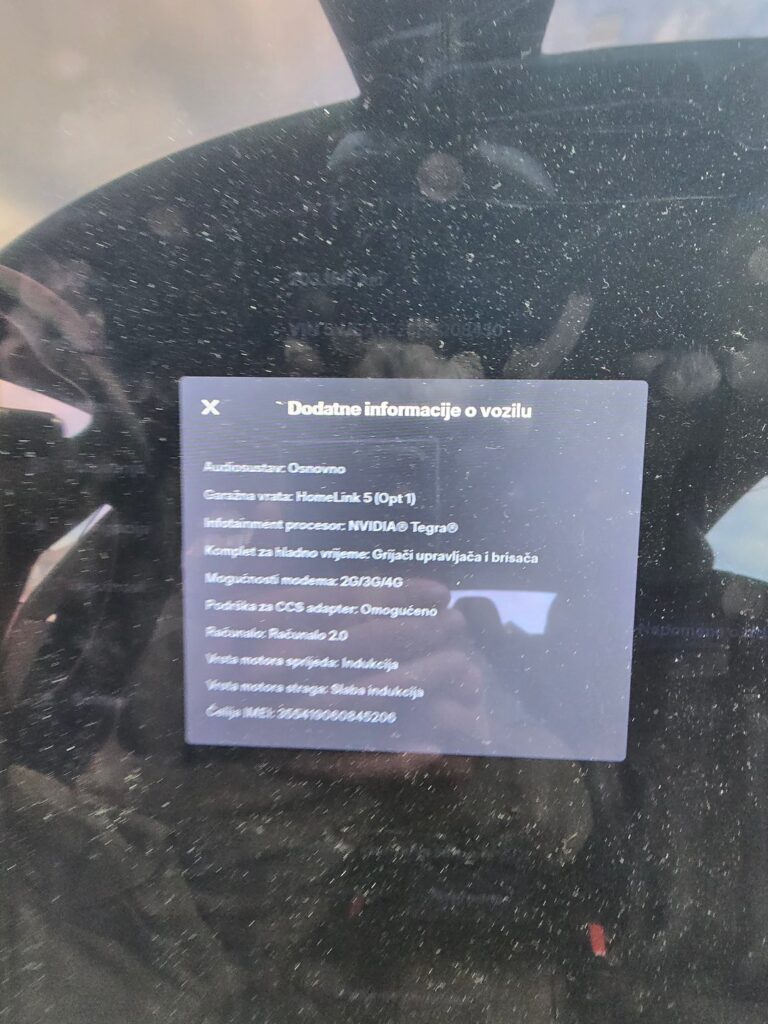 X Dodatne informacije o vozilu
Audiosustav: Osnovno
Garažna vrata: HomeLink 5 (Opt 1)
Infotainment procesor: NVIDIA® Tegra®
Komplet za hladno vrijeme: Grijači upravljača i brisača
Mogućnosti modema: 2G/3G/4G
Podrška za CCS adapter: Omogućeno
Računalo: Računalo 2.0
Vrsta motora sprijeda: Indukcija
Vrsta motora straga: Slaba indukcija
Ćelija IMEI: 355419060845206